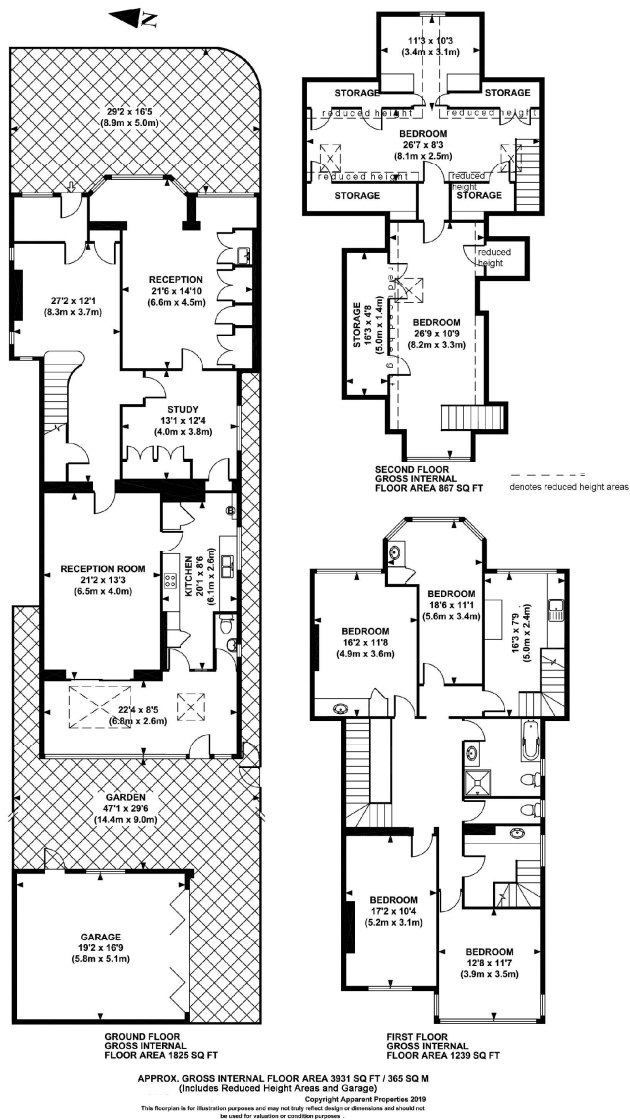 N
29'2 x 16'5
(8.9m x 5.0m)
RECEPTION
21'6 x 14'10
(6.6m x 4.5m)
27'2 x 12'1
(8.3m x 3.7m)
STUDY
13'1 x 12'4
(4.0m x 3.8m)
RECEPTION ROOM
21'2 x 13'3
(6.5m x 4.0m)
KITCHEN
20'1 x 8'6
(6.1m x 2.6m)
22'4 x 8'5
(6.8m x 2.6m)
GARDEN
47'1 x 29'6
(14.4m x 9.0m)
GARAGE
19'2 x 16'9
(5.8m x 5.1m)
GROUND FLOOR
GROSS INTERNAL
FLOOR AREA 1825 SQ FT
11'3 x 10'3
(3.4m x 3.1m)
STORAGE
STORAGE
reduced height
reduced height
BEDROOM
26'7 x 8'3
(8.1m x 2.5m)
reduced height
reduced
height
STORAGE
STORAGE
reduced
height
STORAGE
16'3 x 4'8
(5.0m x 1.4m)
BEDROOM
26'9 x 10'9
(8.2m x 3.3m)
SECOND FLOOR
GROSS INTERNAL
FLOOR AREA 867 SQ FT
denotes reduced height areas
BEDROOM
18'6 x 11'1
(5.6m x 3.4m)
BEDROOM
16'2 x 11'8
(4.9m x 3.6m)
16'3 x 7'9
(5.0m x 2.4m)
BEDROOM
17'2 x 10'4
(5.2m x 3.1m)
BEDROOM
12'8 x 11'7
(3.9m x 3.5m)
FIRST FLOOR
GROSS INTERNAL
FLOOR AREA 1239 SQ FT
APPROX. GROSS INTERNAL FLOOR AREA 3931 SQ FT / 365 SQ M
(Includes Reduced Height Areas and Garage)
Copyright Apparent Properties 2019
This floorplan is for illustration purposes and may not truly reflect design or dimensions and should not
be used for valuation or condition purposes .